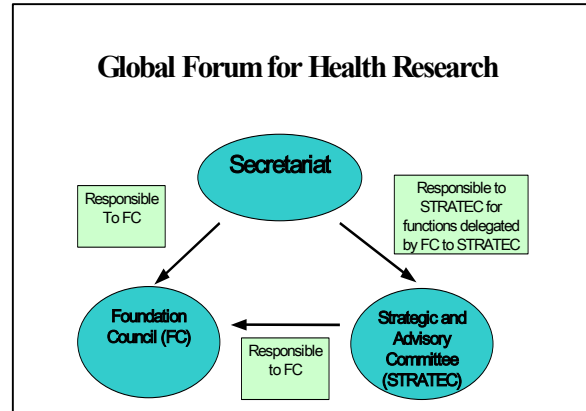 Global Forum for Health Research
Secretariat
Responsible
To FC
Responsible to
STRATEC for
functions delegated
by FC to STRATEC
Foundation
Council (FC)
Responsible
to FC
Strategic and
Advisory
Committee
(STRATEC)